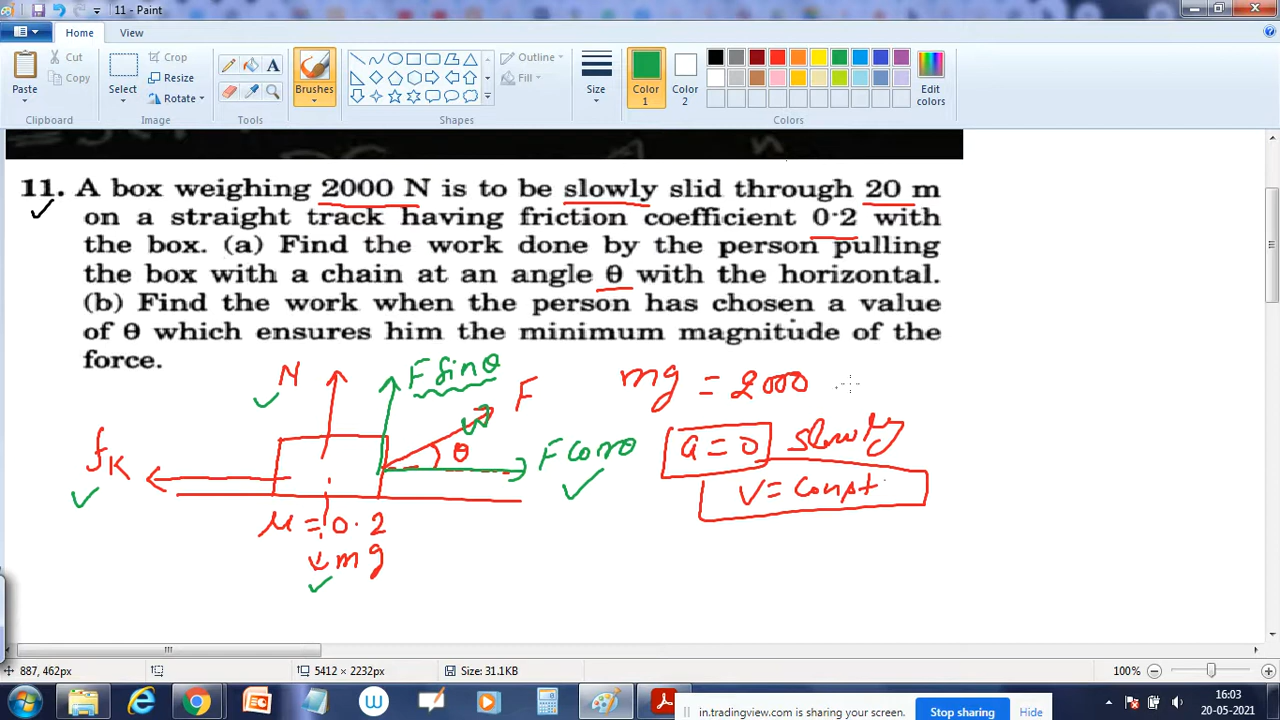 11 - Paint
Home
View
Paste
Cut
Copy
Clipboard
Select
Crop
Resize
Rotate
Image
Tools
Brushes
Outline
Fill
Shapes
Size
Color 1
Color 2
Edit colors
Colors
11. A box weighing 2000 N is to be slowly slid through 20 m
on a straight track having friction coefficient 0·2 with
the box. (a) Find the work done by the person pulling
the box with a chain at an angle θ with the horizontal.
(b) Find the work when the person has chosen a value
of θ which ensures him the minimum magnitude of the
force.
N
F sinθ
F
mg = 2000
θ
F cosθ
a = 0 slowly
fK
v = const
μ = 0.2
mg
887, 462px
5412 × 2232px
Size: 31.1KB
100%
in.tradingview.com is sharing your screen.
Stop sharing
Hide
16:03
20-05-2021